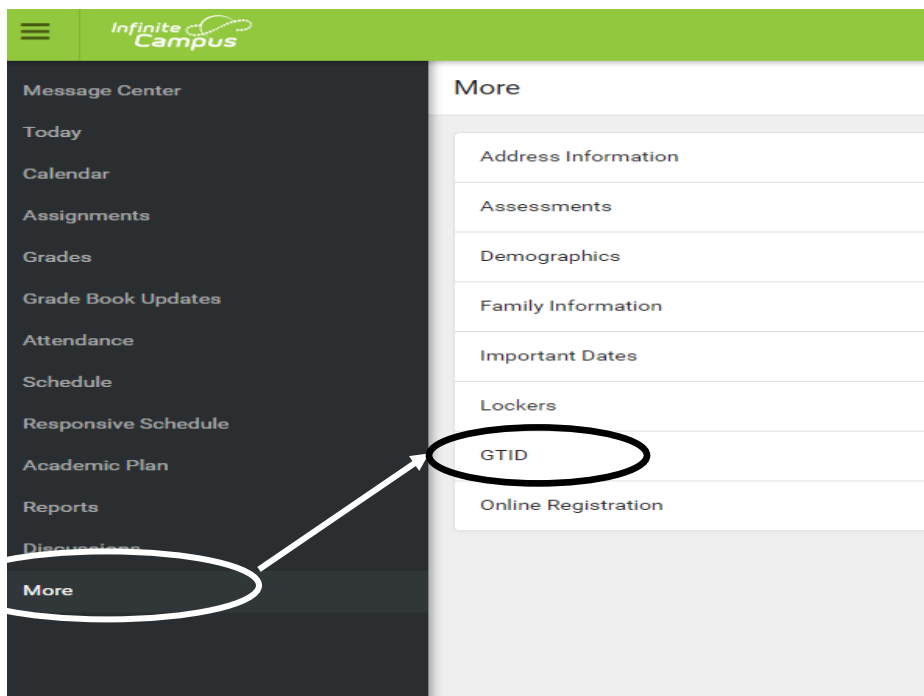 Infinite
Campus
Message Center
Today
Calendar
Assignments
Grades
Grade Book Updates
Attendance
Schedule
Responsive Schedule
Academic Plan
Reports
Discussions
More
More
Address Information
Assessments
Demographics
Family Information
Important Dates
Lockers
GTID
Online Registration